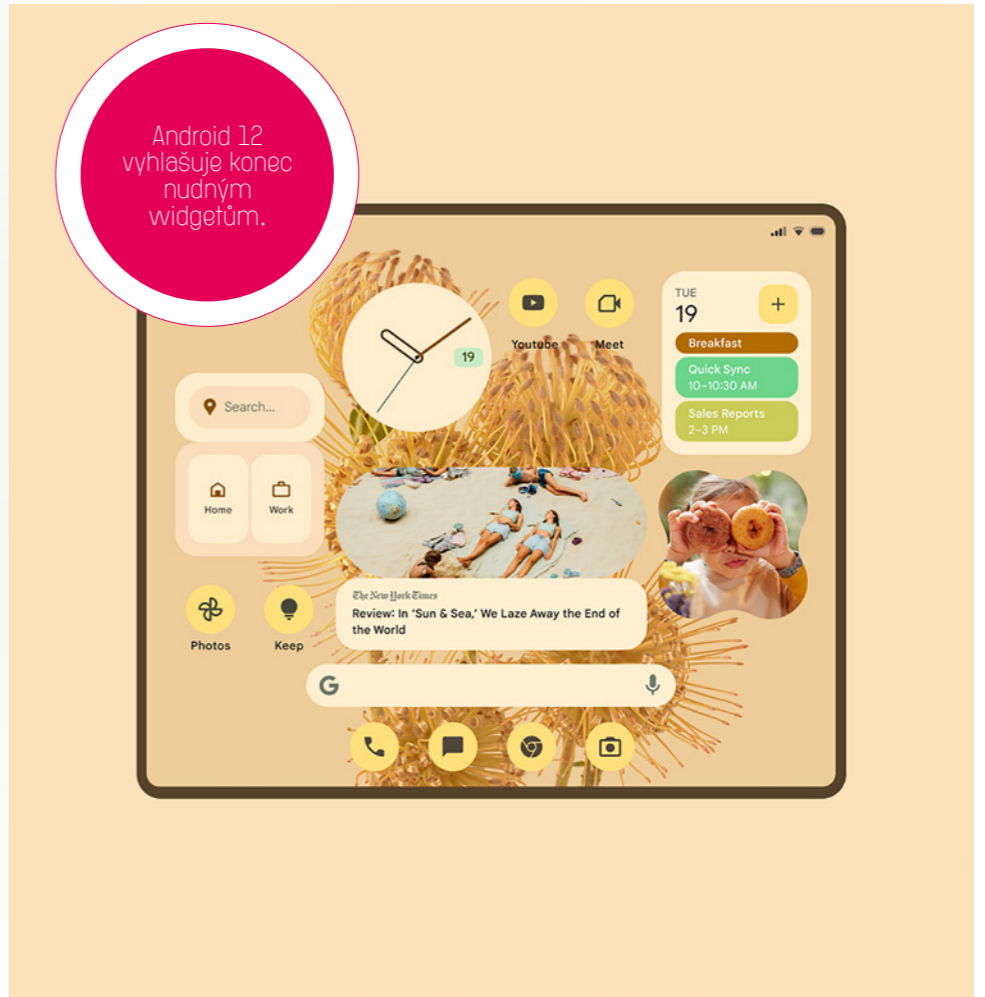 Android 12
vyhlašuje konec
nudným
widgetům.
19
Youtube
Meet
TUE
19
Breakfast
Quick Sync
10–10:30 AM
Sales Reports
2–3 PM
Search...
Home
Work
Photos
Keep
The New York Times
Review: In ‘Sun & Sea,’ We Laze Away the End of
the World
G